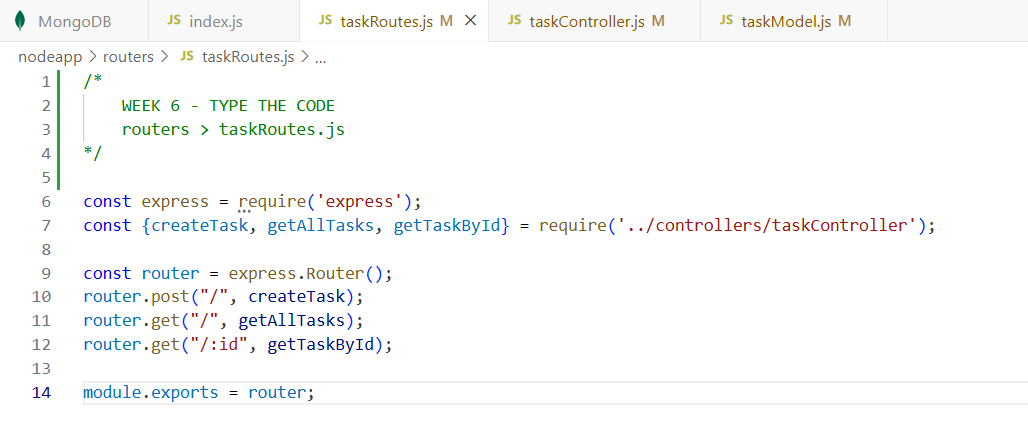 MongoDB JS index.js JS taskRoutes.js M JS taskController.js M JS taskModel.js M
nodeapp > routers > JS taskRoutes.js > ...
1 /*
2 WEEK 6 - TYPE THE CODE
3 routers > taskRoutes.js
4 */
5
6 const express = require('express');
7 const {createTask, getAllTasks, getTaskById} = require('../controllers/taskController');
8
9 const router = express.Router();
10 router.post("/", createTask);
11 router.get("/", getAllTasks);
12 router.get("/:id", getTaskById);
13
14 module.exports = router;